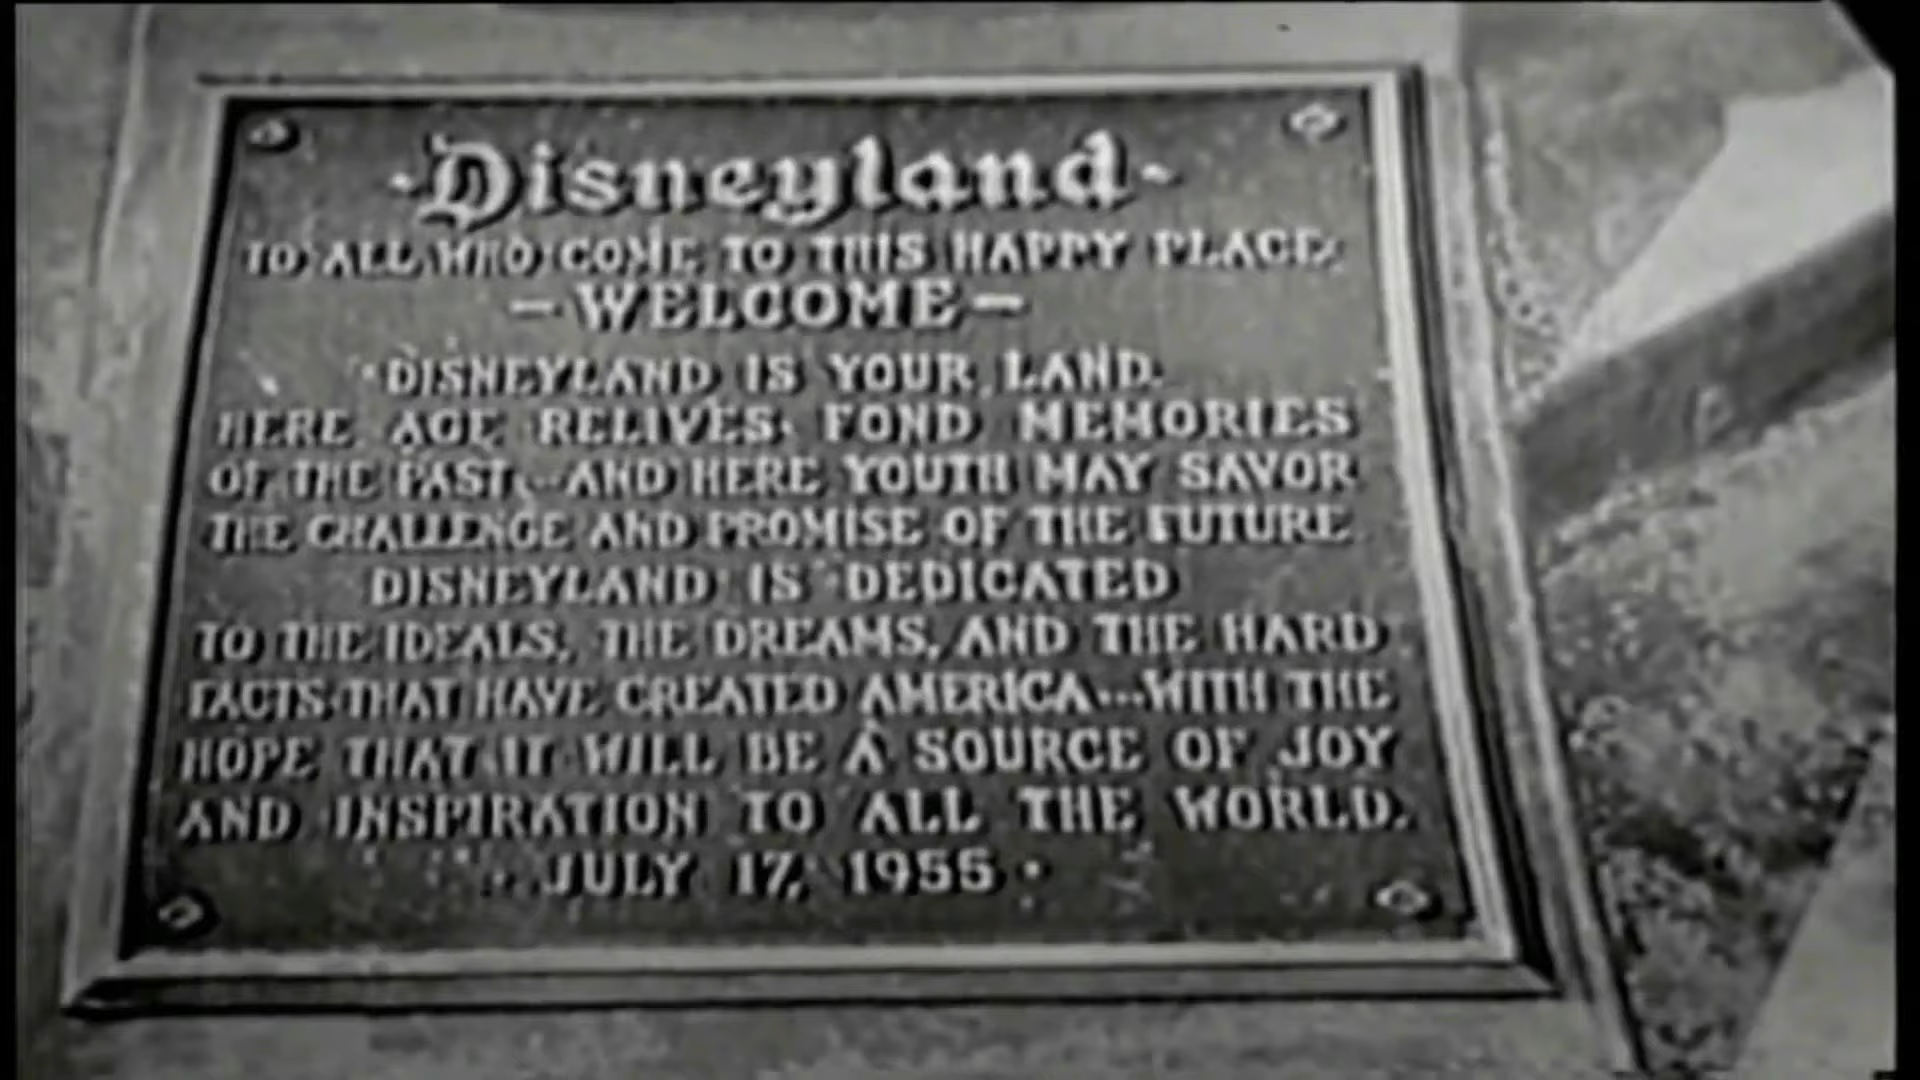 ·Disneyland·
TO ALL WHO COME TO THIS HAPPY PLACE:
– WELCOME –
DISNEYLAND IS YOUR LAND.
HERE AGE RELIVES FOND MEMORIES
OF THE PAST...AND HERE YOUTH MAY SAVOR
THE CHALLENGE AND PROMISE OF THE FUTURE.
DISNEYLAND IS DEDICATED
TO THE IDEALS, THE DREAMS, AND THE HARD
FACTS THAT HAVE CREATED AMERICA...WITH THE
HOPE THAT IT WILL BE A SOURCE OF JOY
AND INSPIRATION TO ALL THE WORLD.
· JULY 17, 1955 ·